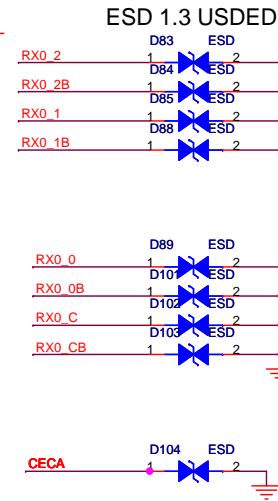 ESD 1.3 USDED
D83 ESD
RX0_2 1 2
D84 ESD
RX0_2B 1 2
D85 ESD
RX0_1 1 2
D88 ESD
RX0_1B 1 2
D89 ESD
RX0_0 1 2
D101 ESD
RX0_0B 1 2
D102 ESD
RX0_C 1 2
D103 ESD
RX0_CB 1 2
D104 ESD
CECA 1 2